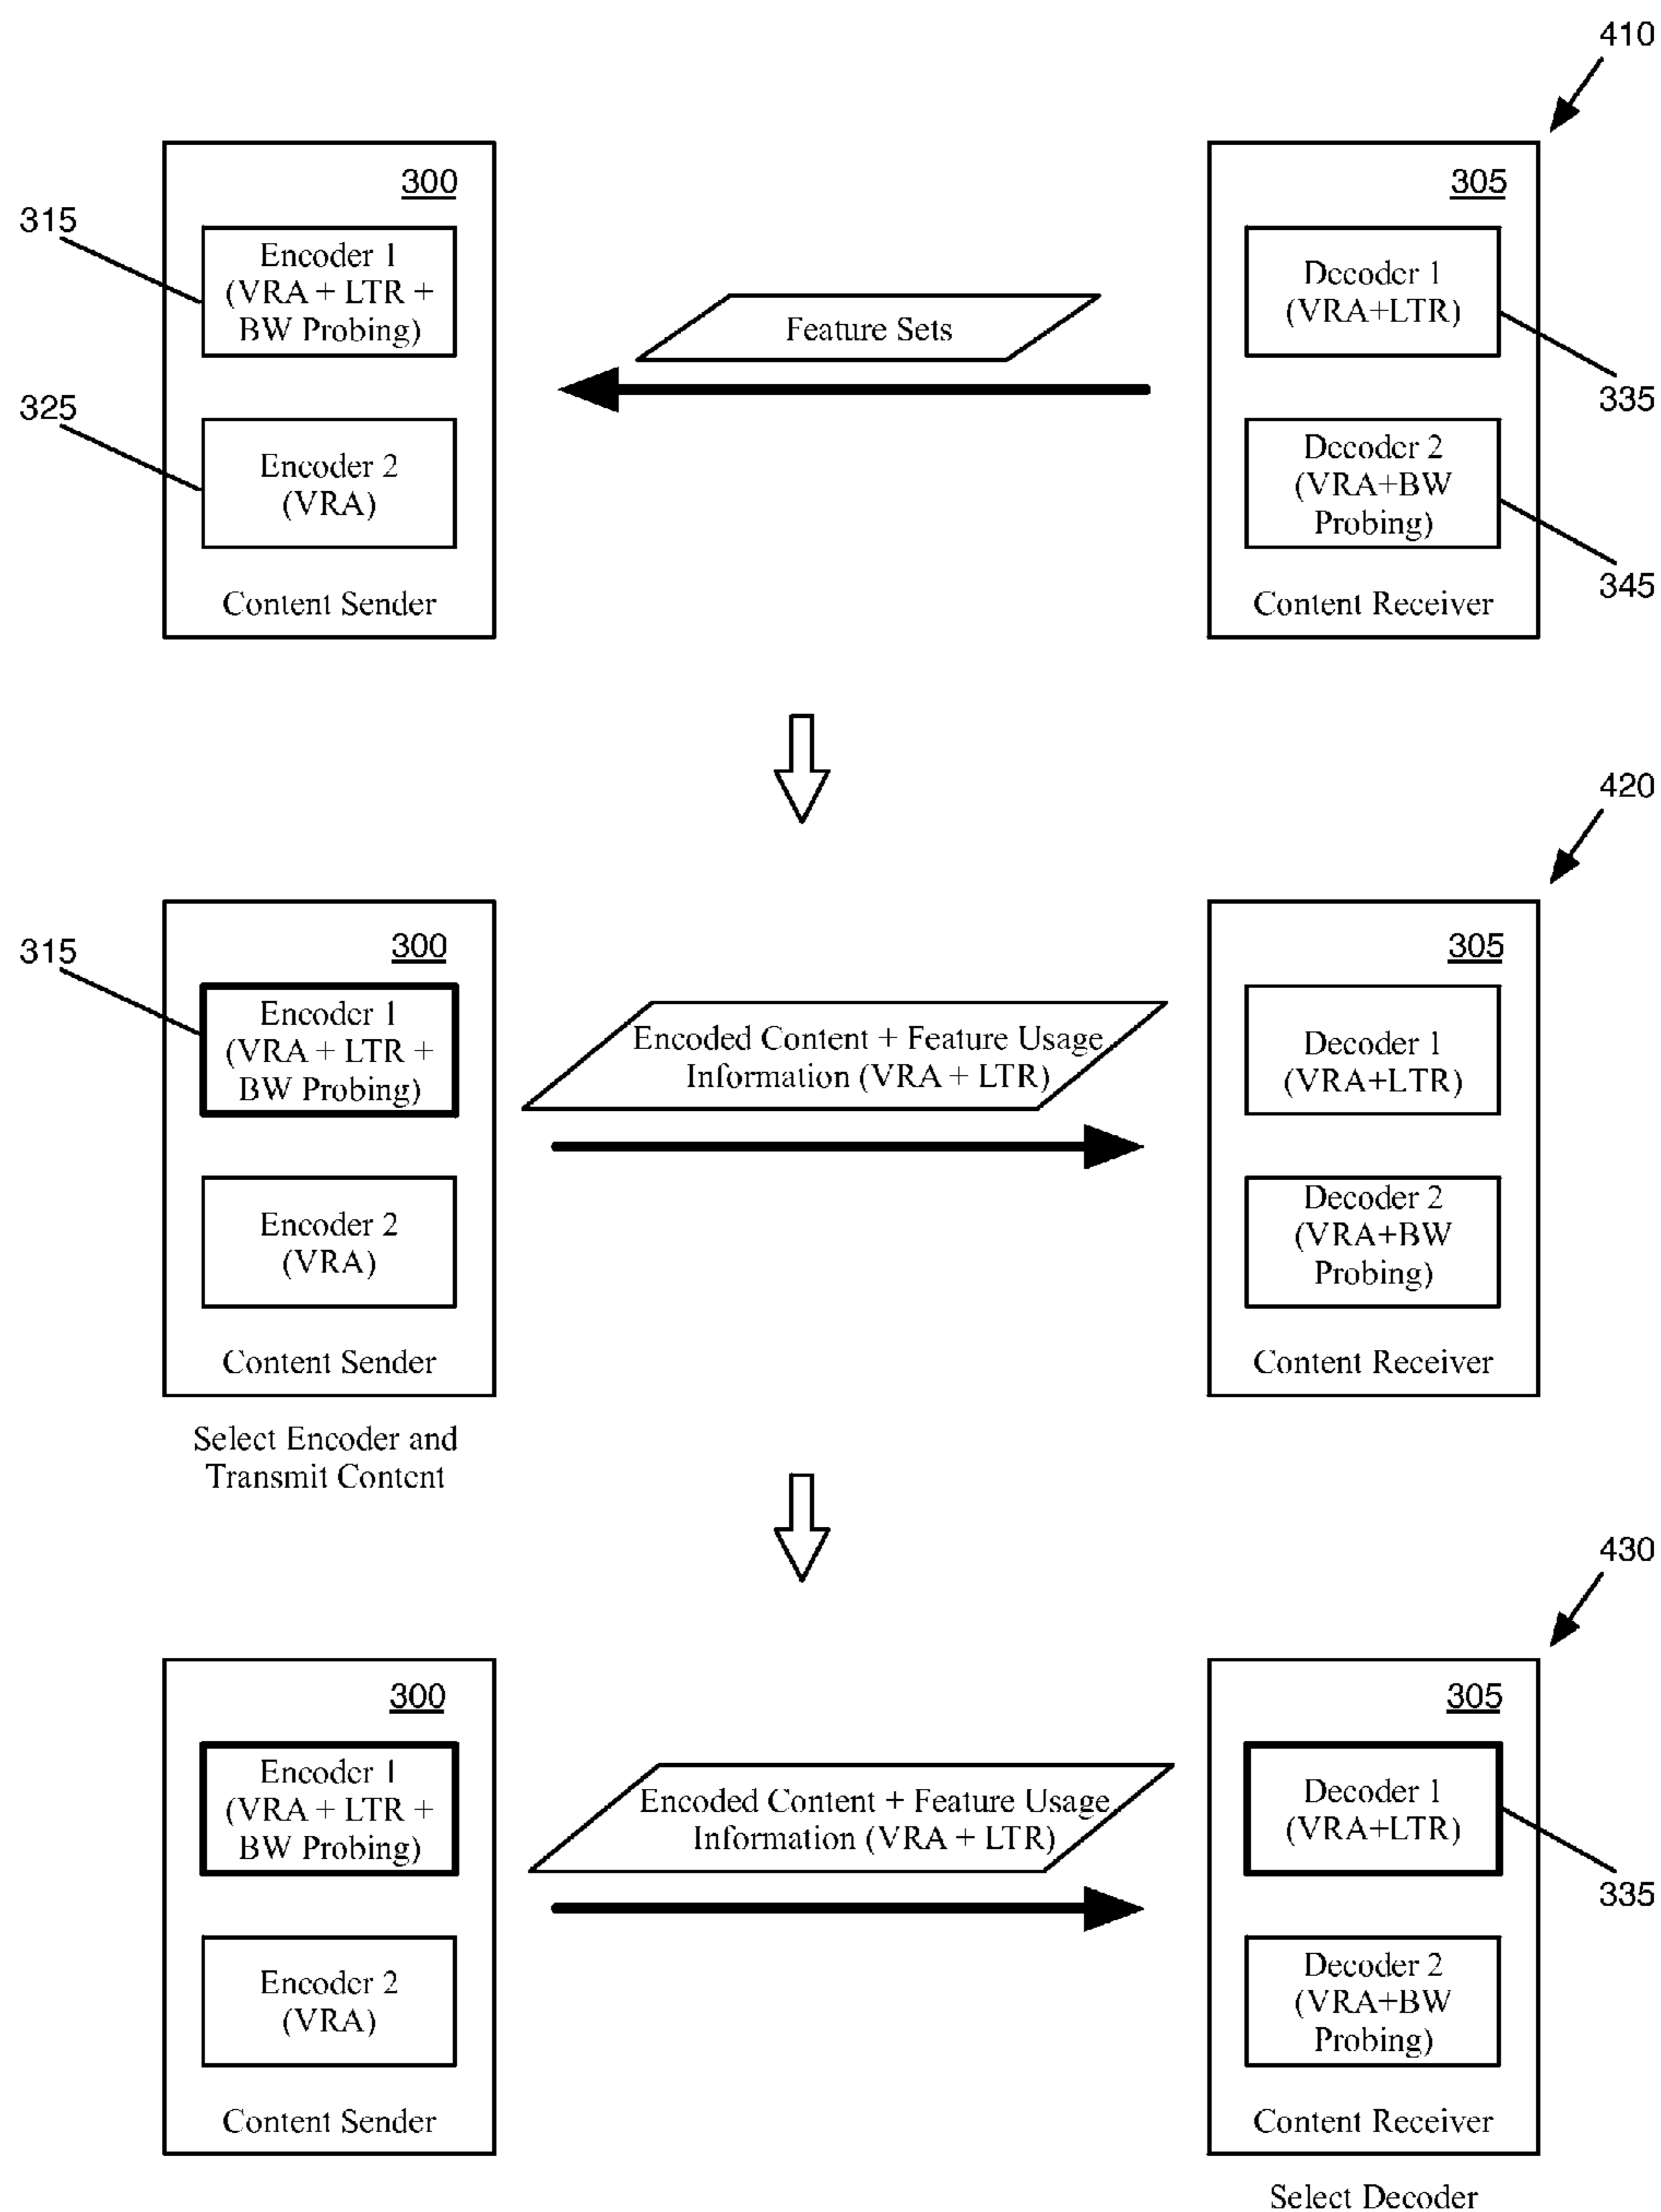 410
300
305
315
Encoder 1
(VRA + LTR +
BW Probing)
Decoder 1
(VRA+LTR)
Feature Sets
335
325
Encoder 2
(VRA)
Decoder 2
(VRA+BW
Probing)
345
Content Sender
Content Receiver
420
315
300
305
Encoder 1
(VRA + LTR +
BW Probing)
Encoded Content + Feature Usage
Information (VRA + LTR)
Decoder 1
(VRA+LTR)
Encoder 2
(VRA)
Decoder 2
(VRA+BW
Probing)
Content Sender
Content Receiver
Select Encoder and
Transmit Content
430
300
305
Encoder 1
(VRA + LTR +
BW Probing)
Encoded Content + Feature Usage
Information (VRA + LTR)
Decoder 1
(VRA+LTR)
335
Encoder 2
(VRA)
Decoder 2
(VRA+BW
Probing)
Content Sender
Content Receiver
Select Decoder